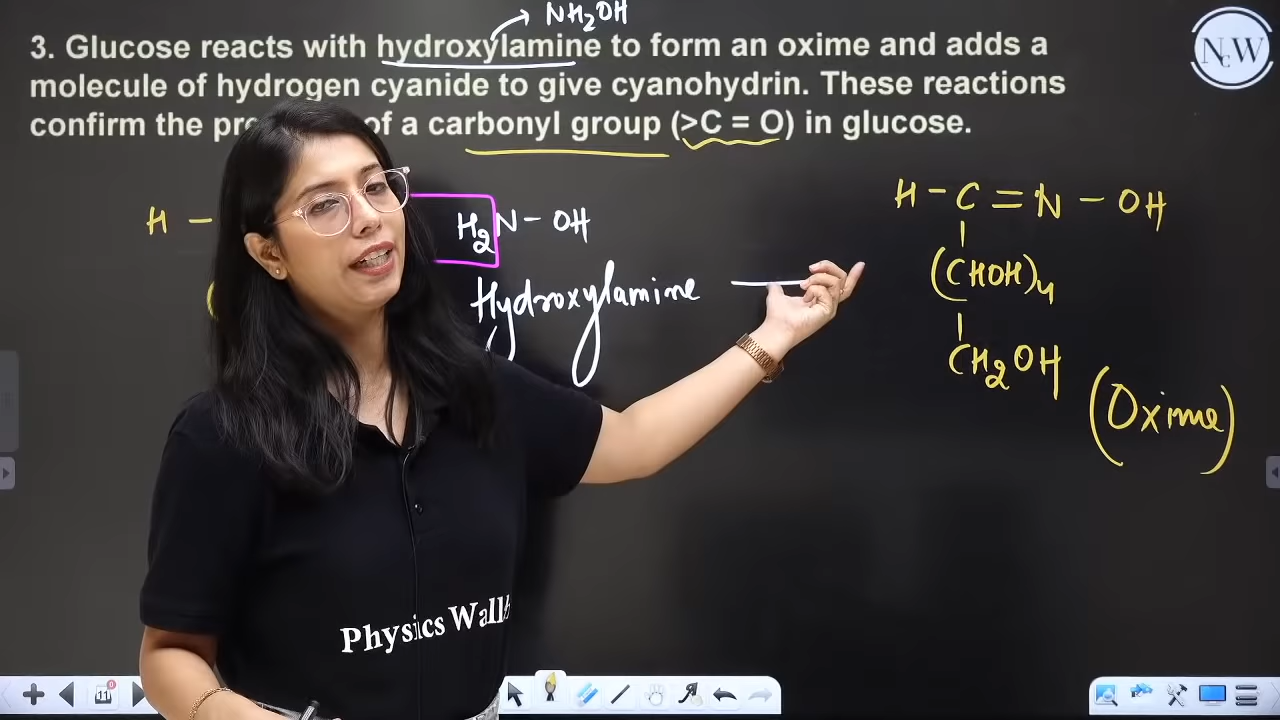 NH2OH
3. Glucose reacts with hydroxylamine to form an oxime and adds a
molecule of hydrogen cyanide to give cyanohydrin. These reactions
confirm the of a carbonyl group (>C = O) in glucose.
NCW
H - C = N - OH
H - H2N - OH
(CHOH)4
Hydroxylamine
CH2OH
(Oxime)
Physics Wall
11